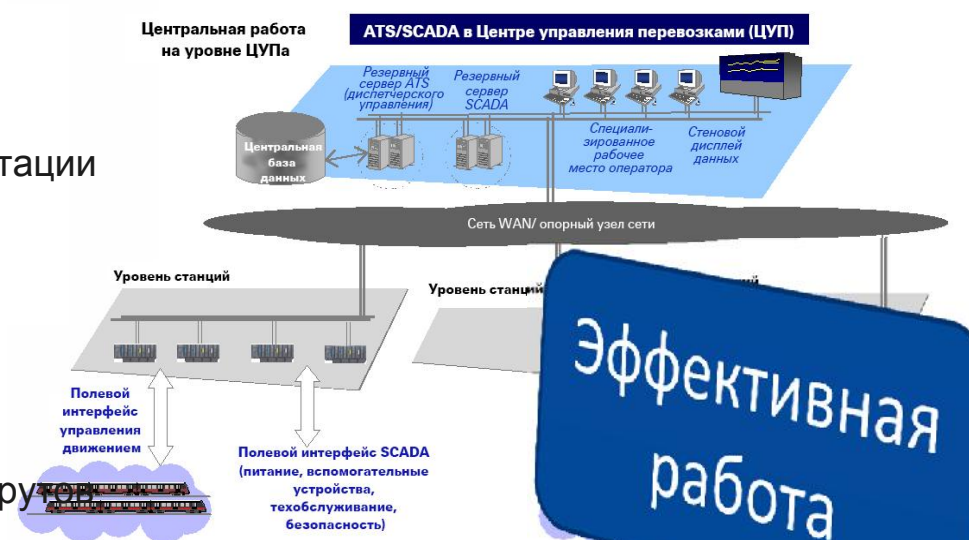 Центральная работа
на уровне ЦУПа
ATS/SCADA в Центре управления перевозками (ЦУП)
Резервный
сервер ATS
(диспетчерского
управления)
Резервный
сервер
SCADA
Центральная
база
данных
Специали-
зированное
рабочее
место оператора
Стеновой
дисплей
данных
тации
Сеть WAN/ опорный узел сети
Уровень станций
Уровень станций
Полевой
интерфейс
управления
движением
Полевой интерфейс SCADA
(питание, вспомогательные
устройства,
техобслуживание,
безопасность)
рутов
Эффективная
работа